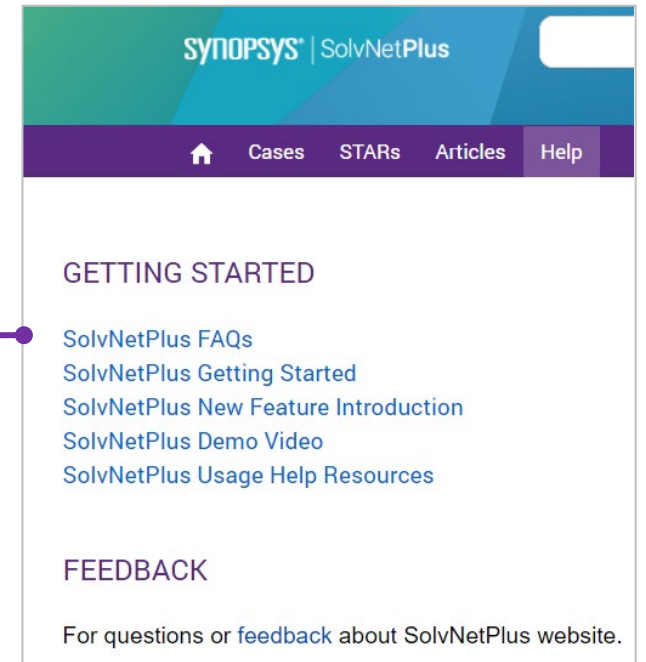 SYNOPSYS® | SolvNetPlus
Cases STARs Articles Help
GETTING STARTED
SolvNetPlus FAQs
SolvNetPlus Getting Started
SolvNetPlus New Feature Introduction
SolvNetPlus Demo Video
SolvNetPlus Usage Help Resources
FEEDBACK
For questions or feedback about SolvNetPlus website.